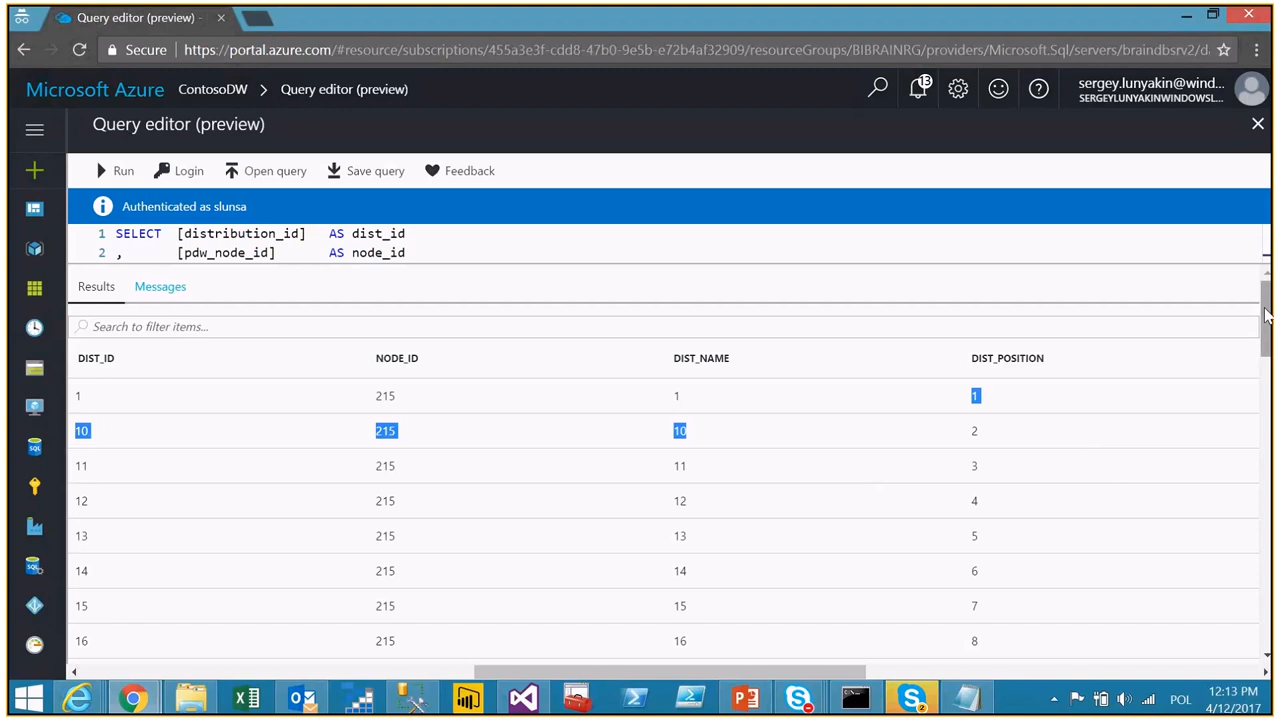 Query editor (preview) -
Secure https://portal.azure.com/#resource/subscriptions/455a3e3f-cdd8-47b0-9e5b-e72b4af32909/resourceGroups/BIBRAINRG/providers/Microsoft.Sql/servers/braindbsrv2/d
Microsoft Azure ContosoDW > Query editor (preview) 13 sergey.lunyakin@wind...
SERGEYLUNYAKINWINDOWSL...
Query editor (preview)
Run Login Open query Save query Feedback
Authenticated as slunsa
1 SELECT [distribution_id] AS dist_id
2 , [pdw_node_id] AS node_id
Results Messages
Search to filter items...
DIST_ID NODE_ID DIST_NAME DIST_POSITION
1 215 1 1
10 215 10 2
11 215 11 3
12 215 12 4
13 215 13 5
14 215 14 6
15 215 15 7
16 215 16 8
POL 12:13 PM
4/12/2017